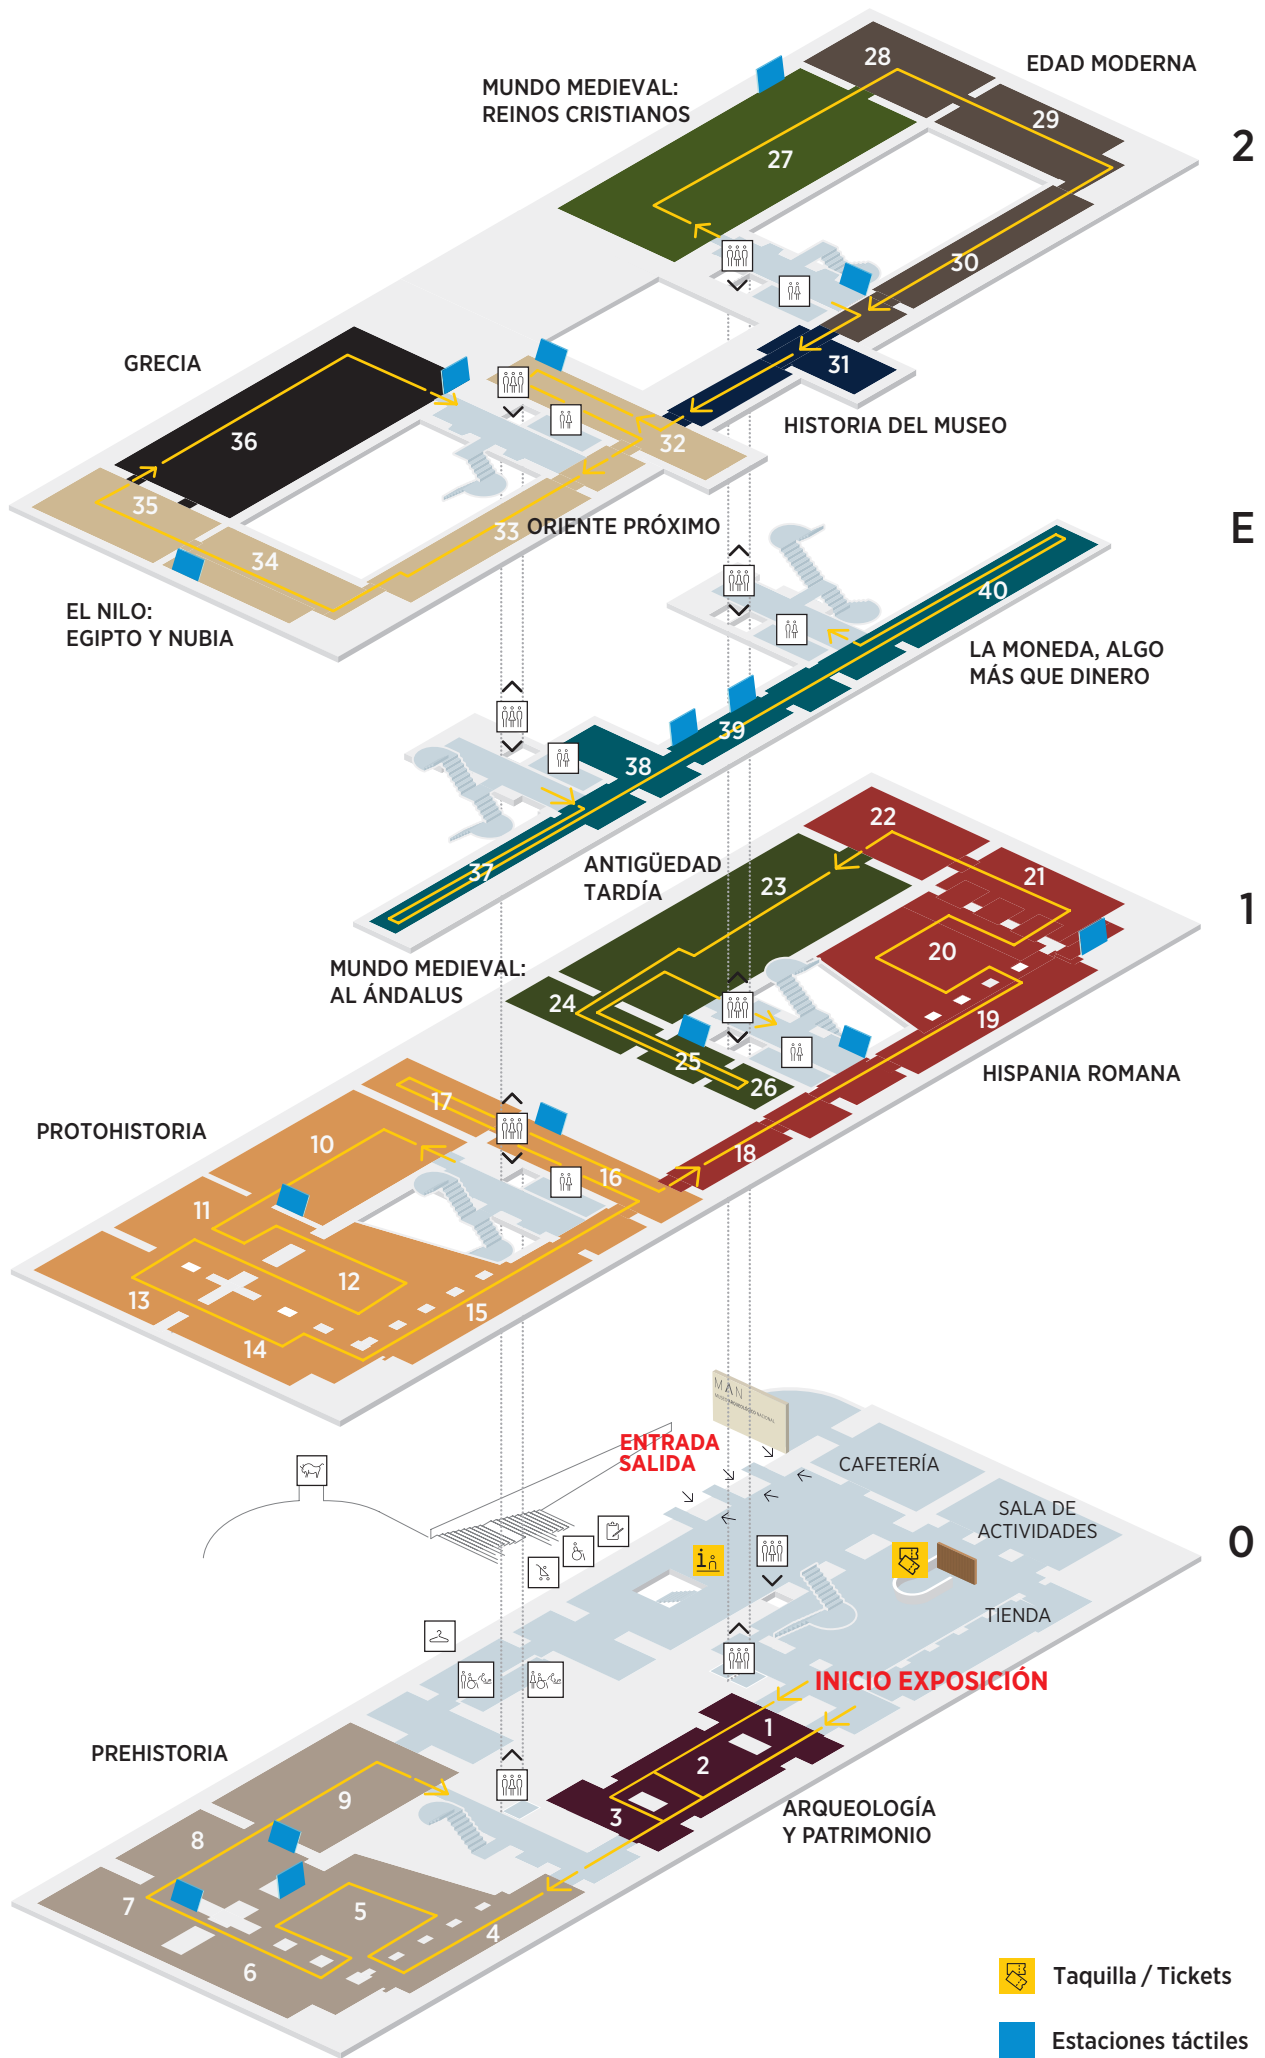 28
EDAD MODERNA
MUNDO MEDIEVAL:
REINOS CRISTIANOS
29
2
27
30
GRECIA
31
HISTORIA DEL MUSEO
36
32
35
33
ORIENTE PRÓXIMO
34
E
EL NILO:
EGIPTO Y NUBIA
40
LA MONEDA, ALGO
MÁS QUE DINERO
39
38
37
ANTIGÜEDAD
TARDÍA
22
23
21
1
20
MUNDO MEDIEVAL:
AL ÁNDALUS
24
19
25
26
HISPANIA ROMANA
17
PROTOHISTORIA
10
18
16
11
12
13
15
14
MAN
MUSEO ARQUEOLÓGICO NACIONAL
ENTRADA
SALIDA
CAFETERÍA
SALA DE
ACTIVIDADES
0
i
TIENDA
INICIO EXPOSICIÓN
1
PREHISTORIA
2
9
3
ARQUEOLOGÍA
Y PATRIMONIO
8
7
5
4
6
Taquilla / Tickets
Estaciones táctiles